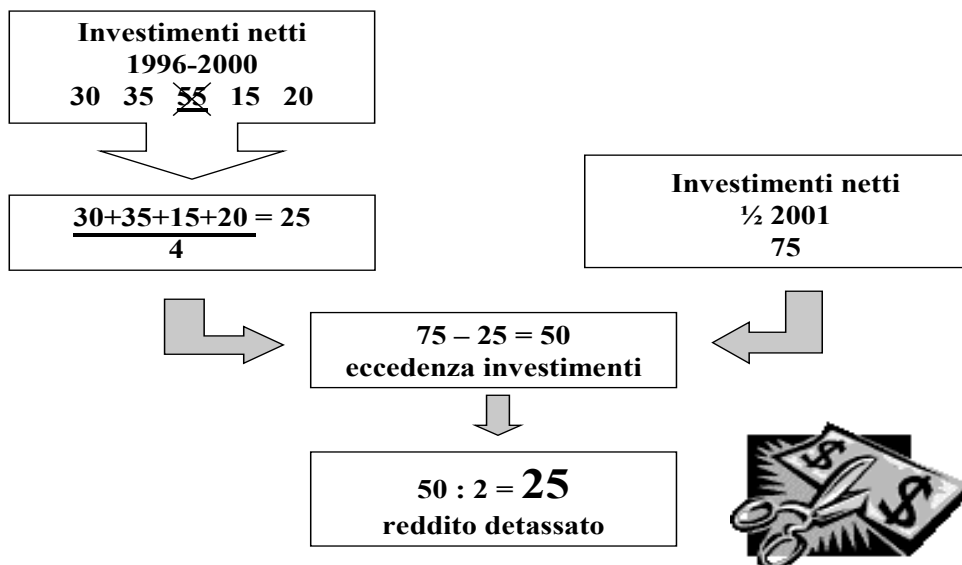 Investimenti netti
1996-2000
30 35 55 15 20
30+35+15+20 = 25
4
Investimenti netti
½ 2001
75
75 – 25 = 50
eccedenza investimenti
50 : 2 = 25
reddito detassato
$
$